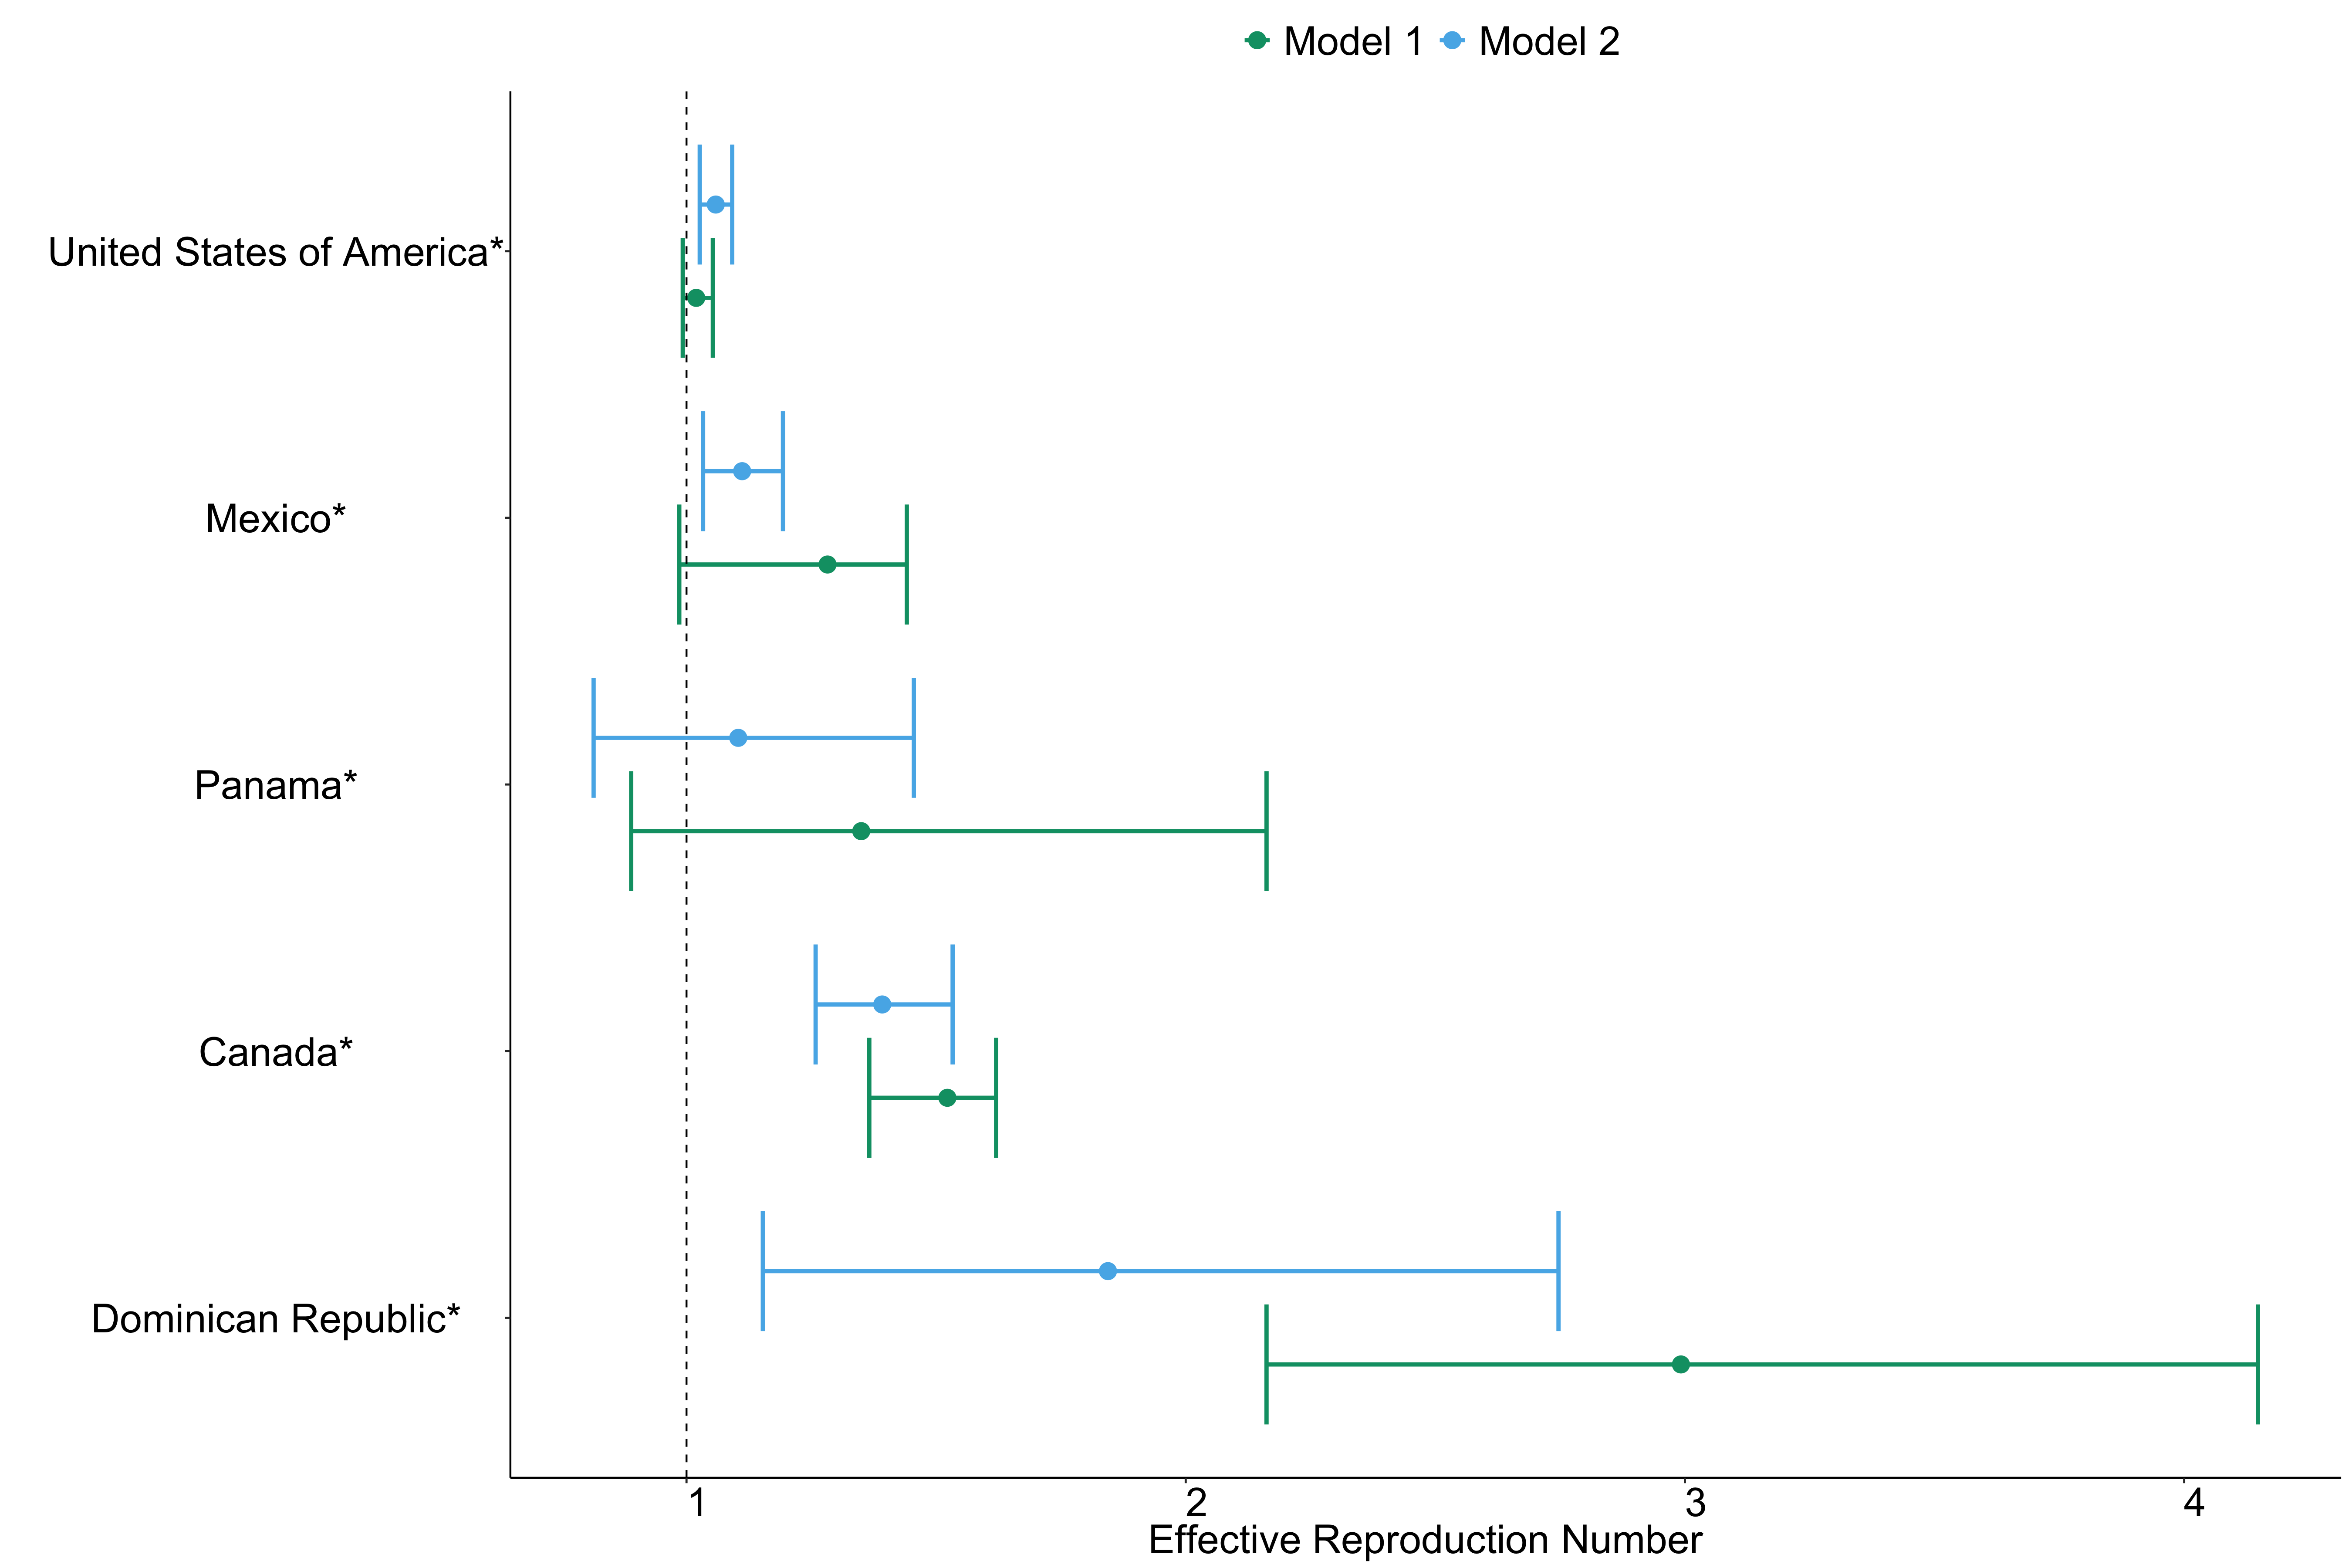 Model 1 Model 2
United States of America*
Mexico*
Panama*
Canada*
Dominican Republic*
1 2 3 4
Effective Reproduction Number